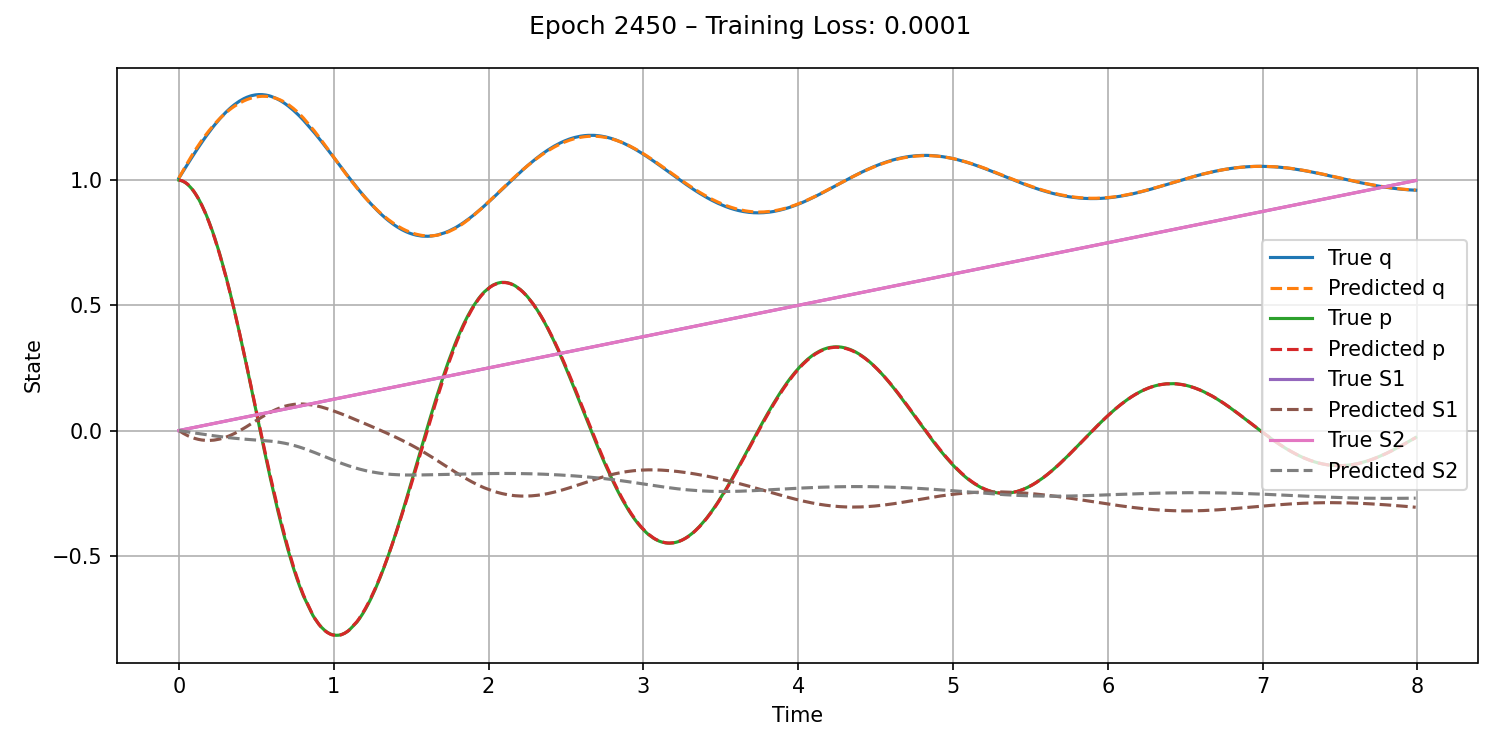 Epoch 2450 – Training Loss: 0.0001
State
1.0
0.5
0.0
−0.5
True q
Predicted q
True p
Predicted p
True S1
Predicted S1
True S2
Predicted S2
0 1 2 3 4 5 6 7 8
Time